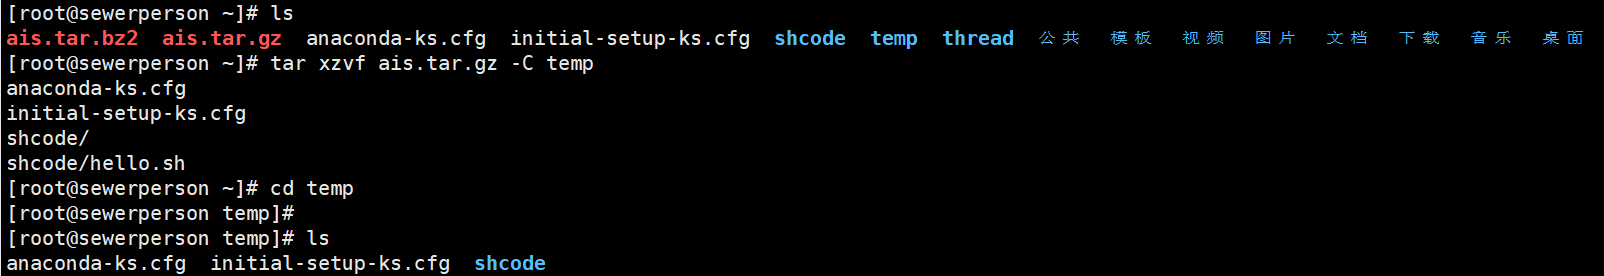 [root@sewerperson ~]# ls
ais.tar.bz2  ais.tar.gz  anaconda-ks.cfg  initial-setup-ks.cfg  shcode  temp  thread  公共  模板  视频  图片  文档  下载  音乐  桌面
[root@sewerperson ~]# tar xzvf ais.tar.gz -C temp
anaconda-ks.cfg
initial-setup-ks.cfg
shcode/
shcode/hello.sh
[root@sewerperson ~]# cd temp
[root@sewerperson temp]#
[root@sewerperson temp]# ls
anaconda-ks.cfg  initial-setup-ks.cfg  shcode